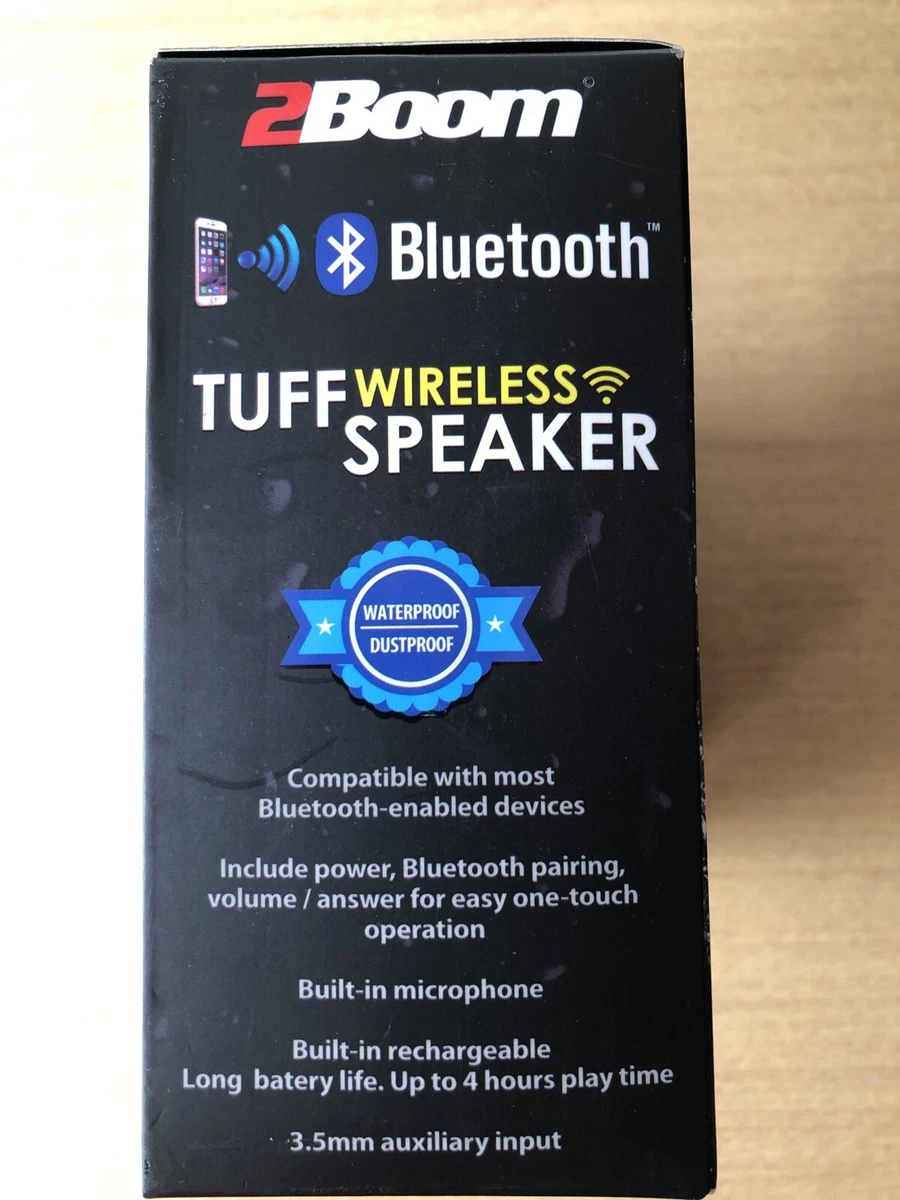 2Boom
Bluetooth™
TUFF WIRELESS
SPEAKER
WATERPROOF
DUSTPROOF
Compatible with most
Bluetooth-enabled devices
Include power, Bluetooth pairing,
volume / answer for easy one-touch
operation
Built-in microphone
Built-in rechargeable
Long batery life. Up to 4 hours play time
3.5mm auxiliary input